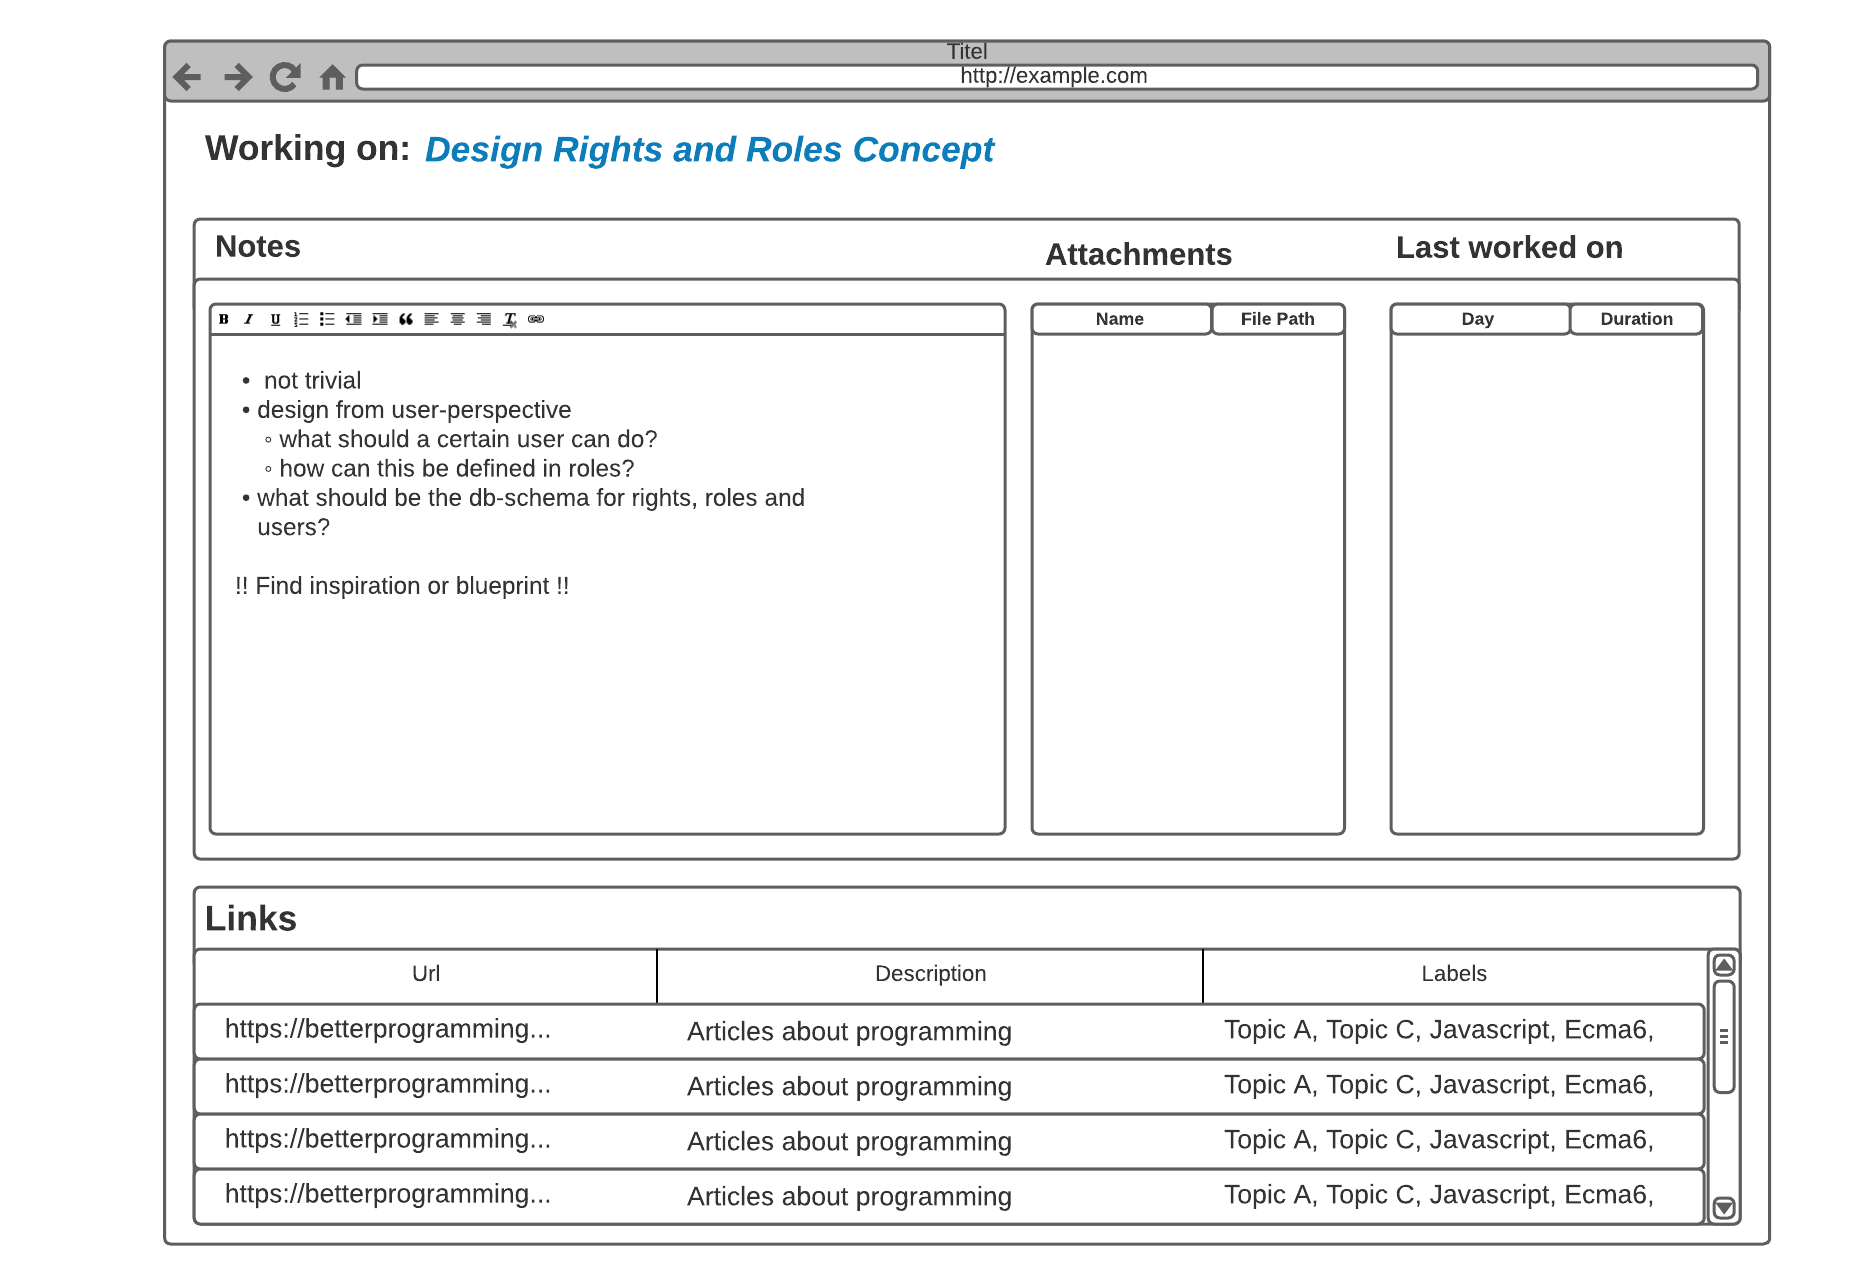 Titel
http://example.com
Working on: Design Rights and Roles Concept
Notes
Attachments
Last worked on
B I U
Name File Path
Day Duration
• not trivial
• design from user-perspective
◦ what should a certain user can do?
◦ how can this be defined in roles?
• what should be the db-schema for rights, roles and
users?
!! Find inspiration or blueprint !!
Links
Url Description Labels
https://betterprogramming... Articles about programming Topic A, Topic C, Javascript, Ecma6,
https://betterprogramming... Articles about programming Topic A, Topic C, Javascript, Ecma6,
https://betterprogramming... Articles about programming Topic A, Topic C, Javascript, Ecma6,
https://betterprogramming... Articles about programming Topic A, Topic C, Javascript, Ecma6,